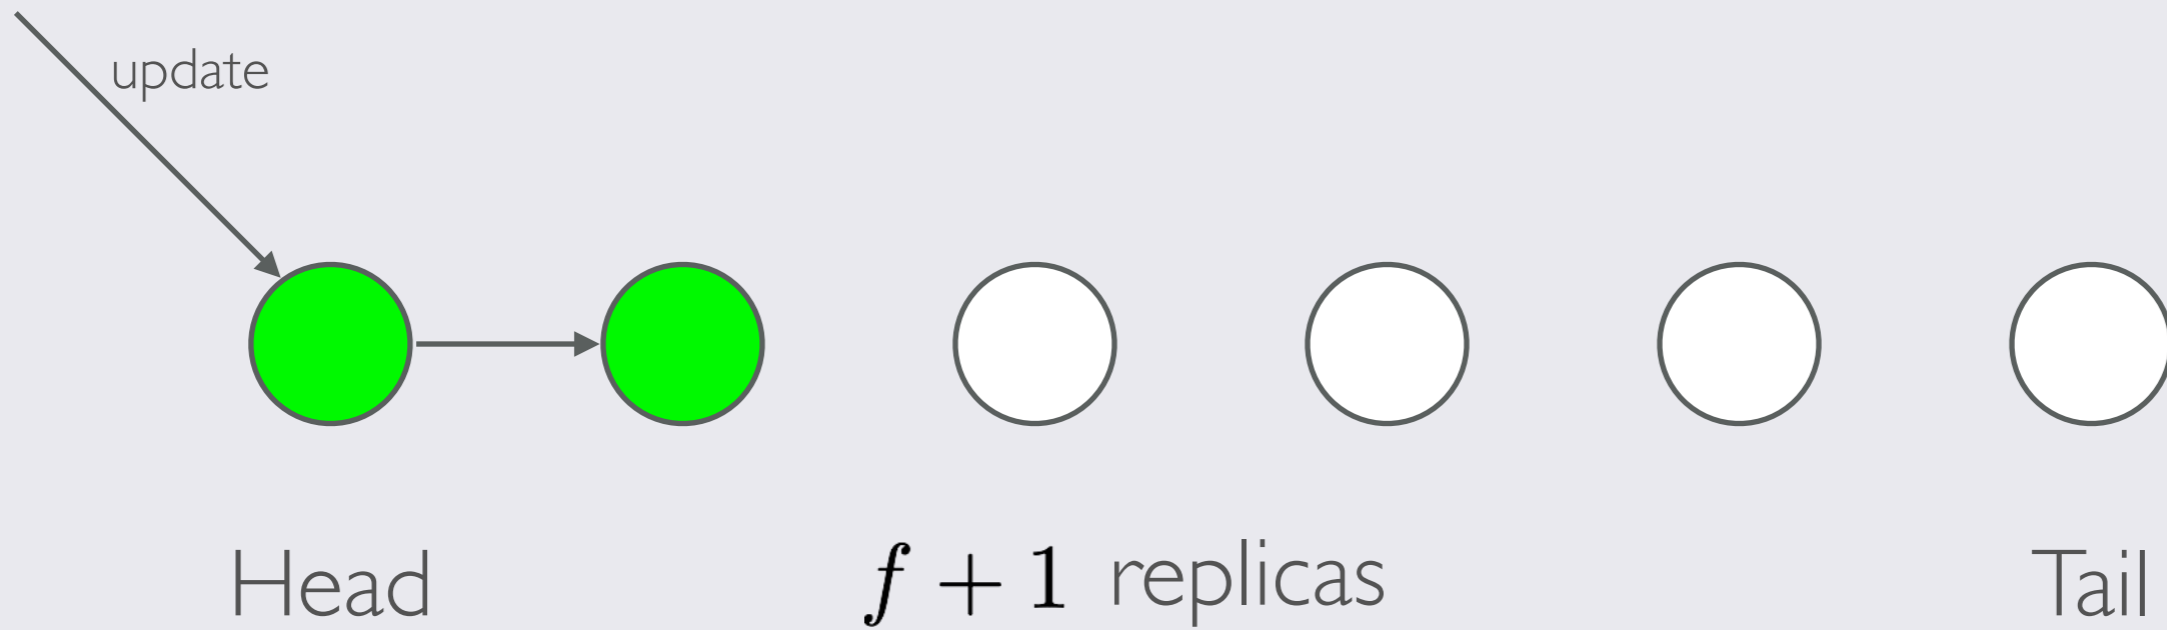 update
Head
f + 1 replicas
Tail